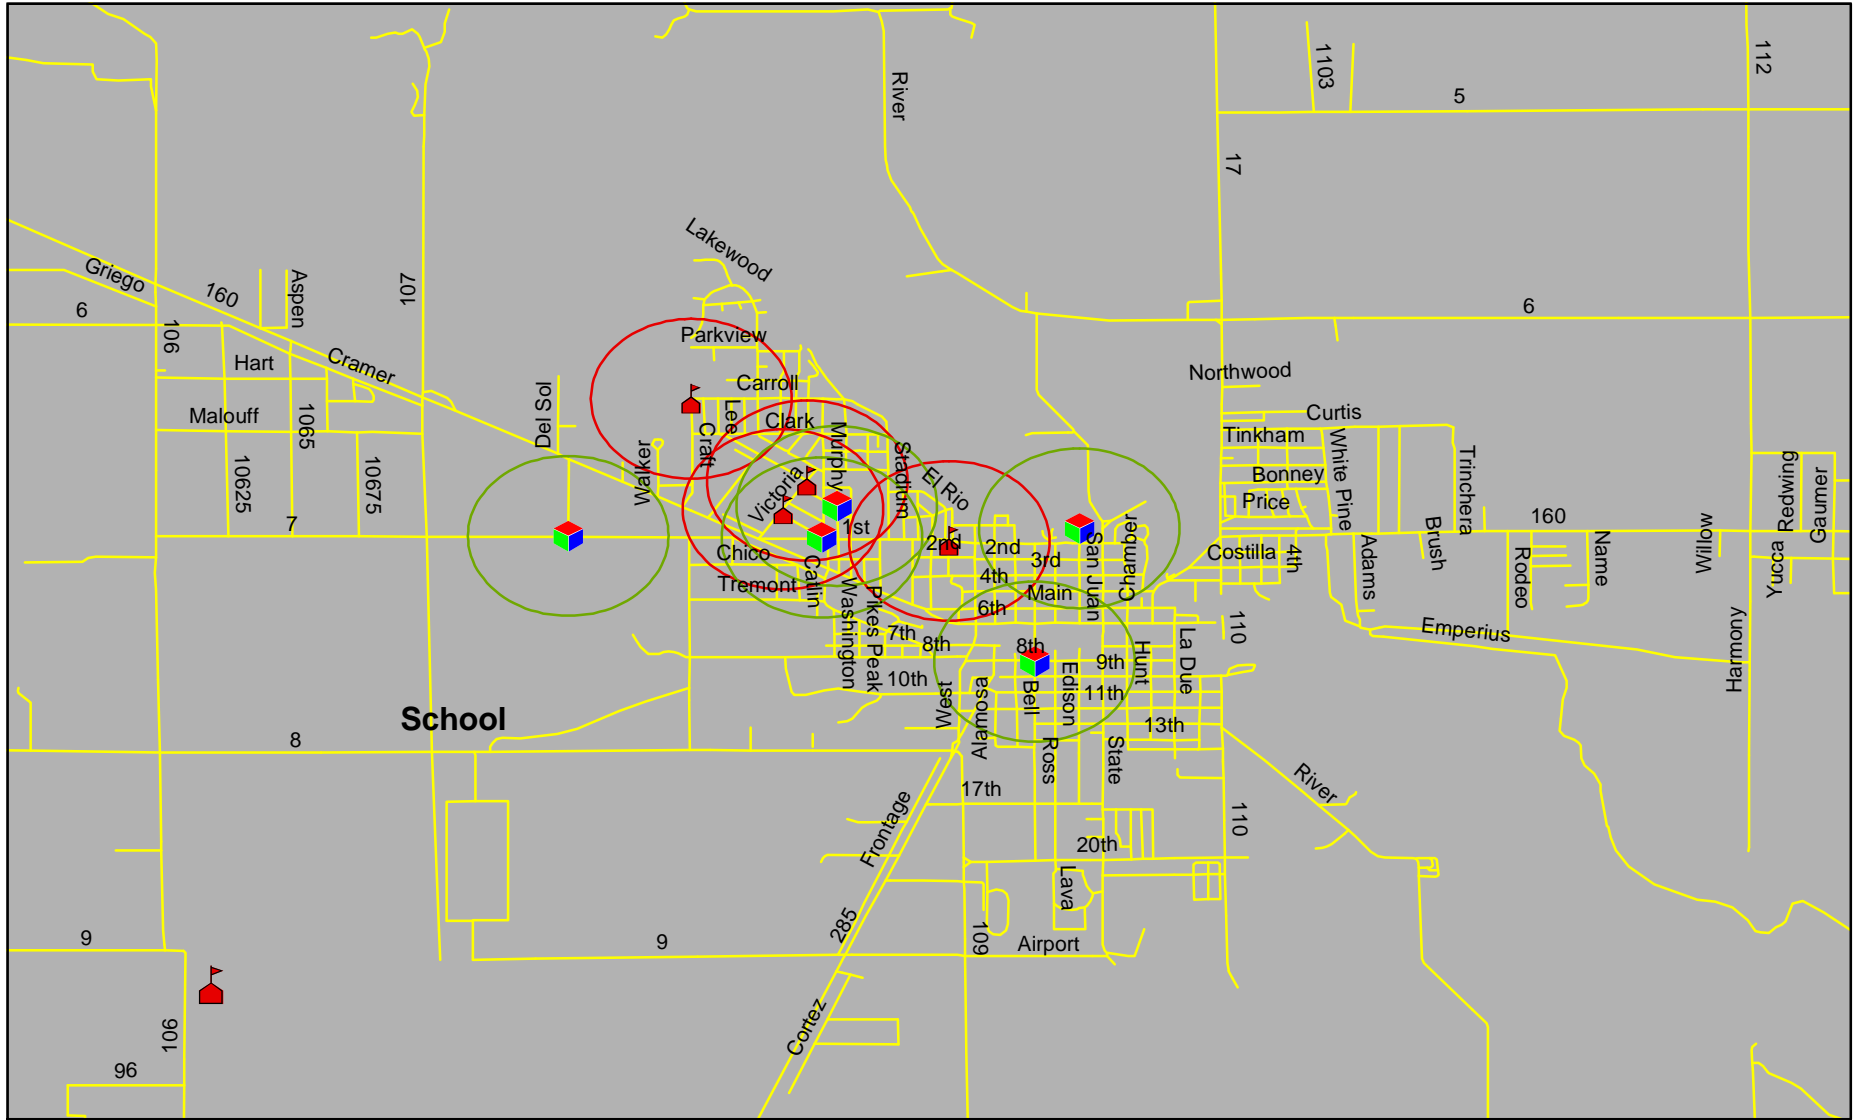 112
1103
5
River
17
Lakewood
Griego
160
Aspen
107
6
6
106
Parkview
Hart
Cramer
Northwood
Carroll
Del Sol
Lee
Malouff
1065
Clark
Curtis
Tinkham
Murphy
Craft
White Pine
Walker
Stadium
Trinchera
Redwing
Gaumer
10625
10675
Victoria
El Rio
Bonney
Price
160
7
1st
2nd
2nd
San Juan
Chamber
Brush
Willow
Chico
3rd
Costilla
4th
Adams
Rodeo
Name
Yucca
Tremont
Catlin
4th
Main
6th
Washington
Pikes Peak
7th
8th
8th
110
Emperius
Harmony
Hunt
La Due
9th
10th
Edison
West
Alamosa
Bell
11th
School
13th
8
Ross
State
17th
River
Frontage
110
20th
Lava
285
9
9
109
Airport
106
Cortez
96